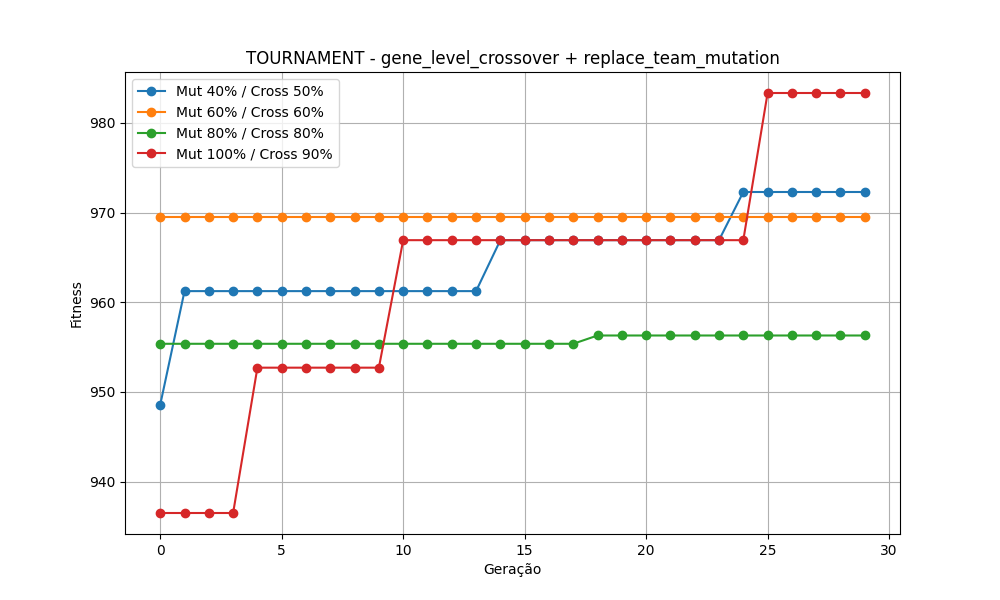 TOURNAMENT - gene_level_crossover + replace_team_mutation
Mut 40% / Cross 50%
Mut 60% / Cross 60%
Mut 80% / Cross 80%
Mut 100% / Cross 90%
Fitness
980
970
960
950
940
0 5 10 15 20 25 30
Geração